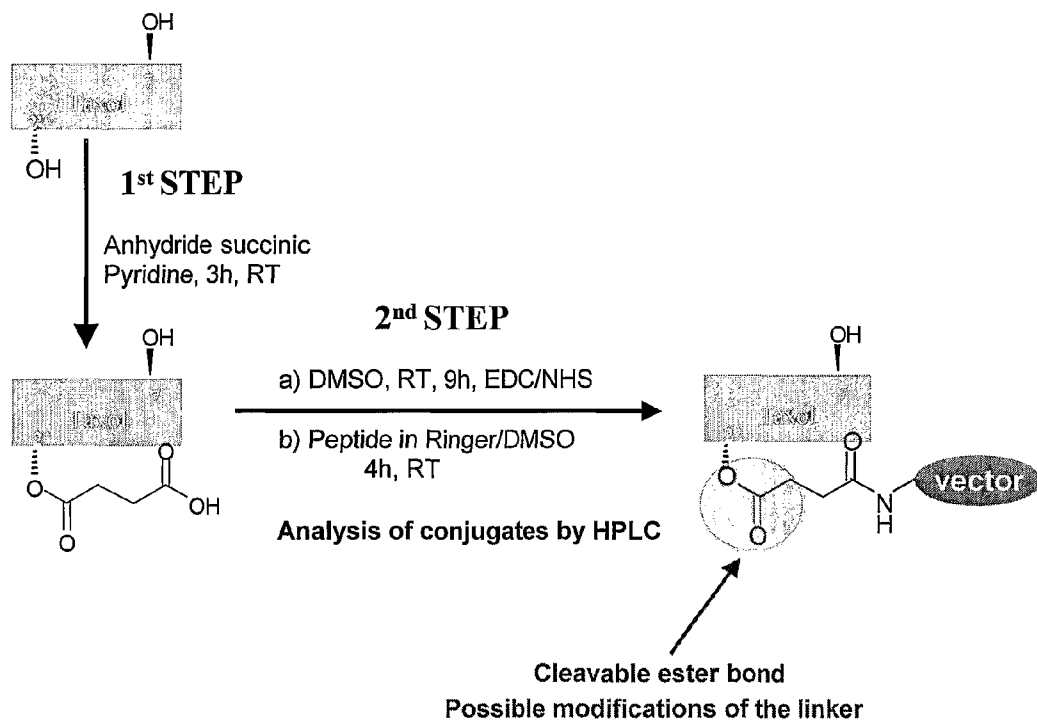 OH
Taxol
OH
1st STEP
Anhydride succinic
Pyridine, 3h, RT
2nd STEP
OH
Taxol
O
O
O
OH
a) DMSO, RT, 9h, EDC/NHS
b) Peptide in Ringer/DMSO
4h, RT
Analysis of conjugates by HPLC
OH
Taxol
O
O
O
N
H
vector
Cleavable ester bond
Possible modifications of the linker